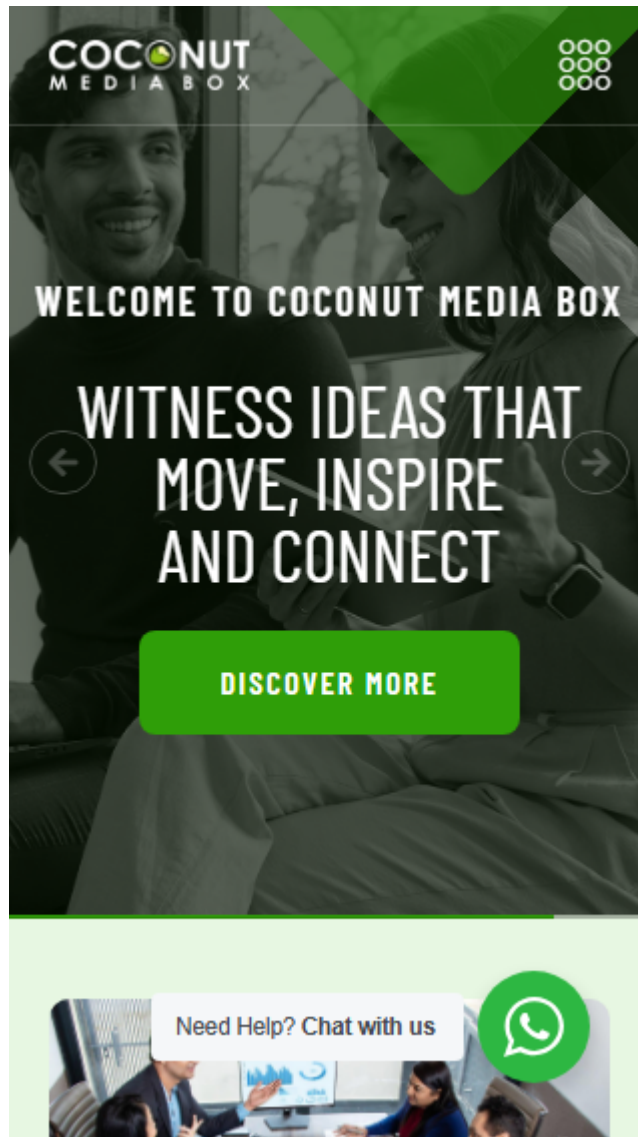 COCONUT
MEDIA BOX
WELCOME TO COCONUT MEDIA BOX
WITNESS IDEAS THAT
MOVE, INSPIRE
AND CONNECT
DISCOVER MORE
Need Help? Chat with us